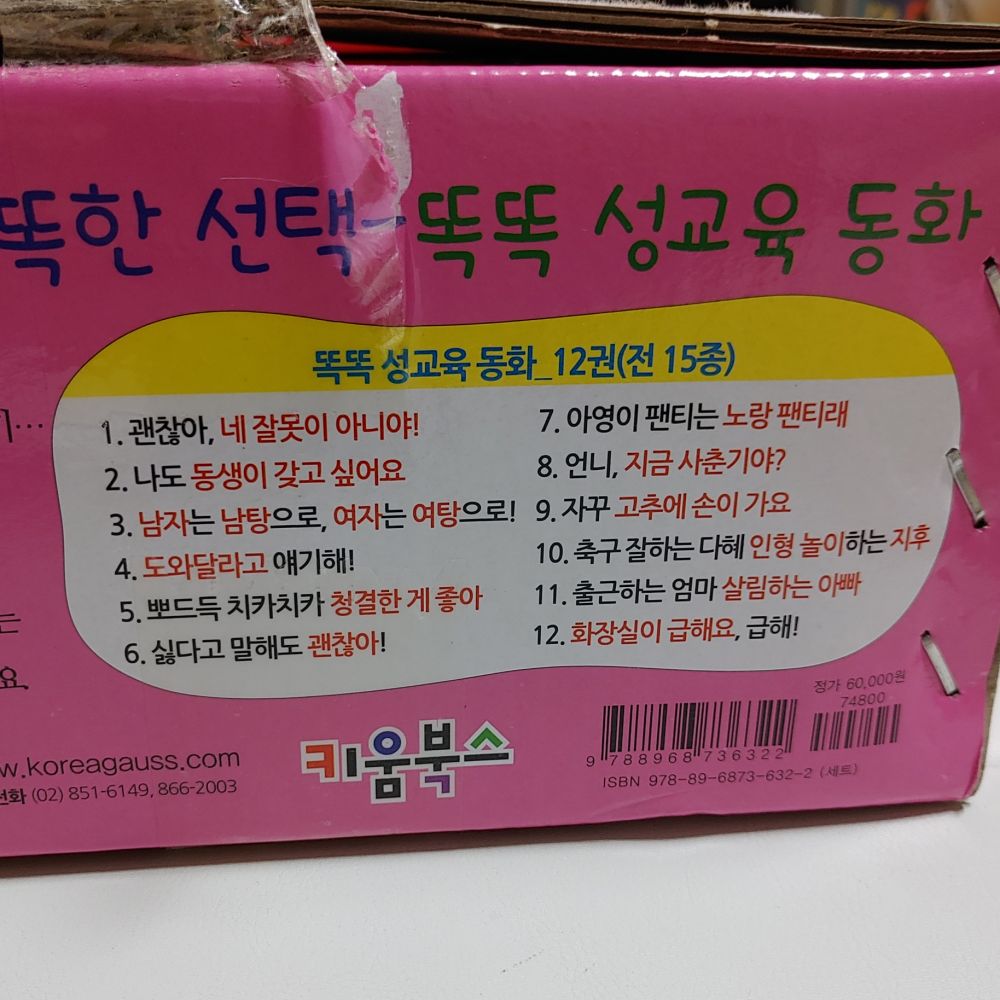 똑한 선택-똑똑 성교육 동화
똑똑 성교육 동화_12권(전 15종)
1. 괜찮아, 네 잘못이 아니야!
2. 나도 동생이 갖고 싶어요
3. 남자는 남탕으로, 여자는 여탕으로!
4. 도와달라고 얘기해!
5. 뽀드득 치카치카 청결한 게 좋아
6. 싫다고 말해도 괜찮아!
7. 아영이 팬티는 노랑 팬티래
8. 언니, 지금 사춘기야?
9. 자꾸 고추에 손이 가요
10. 축구 잘하는 다혜 인형 놀이하는 지후
11. 출근하는 엄마 살림하는 아빠
12. 화장실이 급해요, 급해!
는
요.
w.koreagauss.com
전화 (02) 851-6149, 866-2003
키움북스
정가 60,000원
74800
9 788968 736322
ISBN 978-89-6873-632-2 (세트)